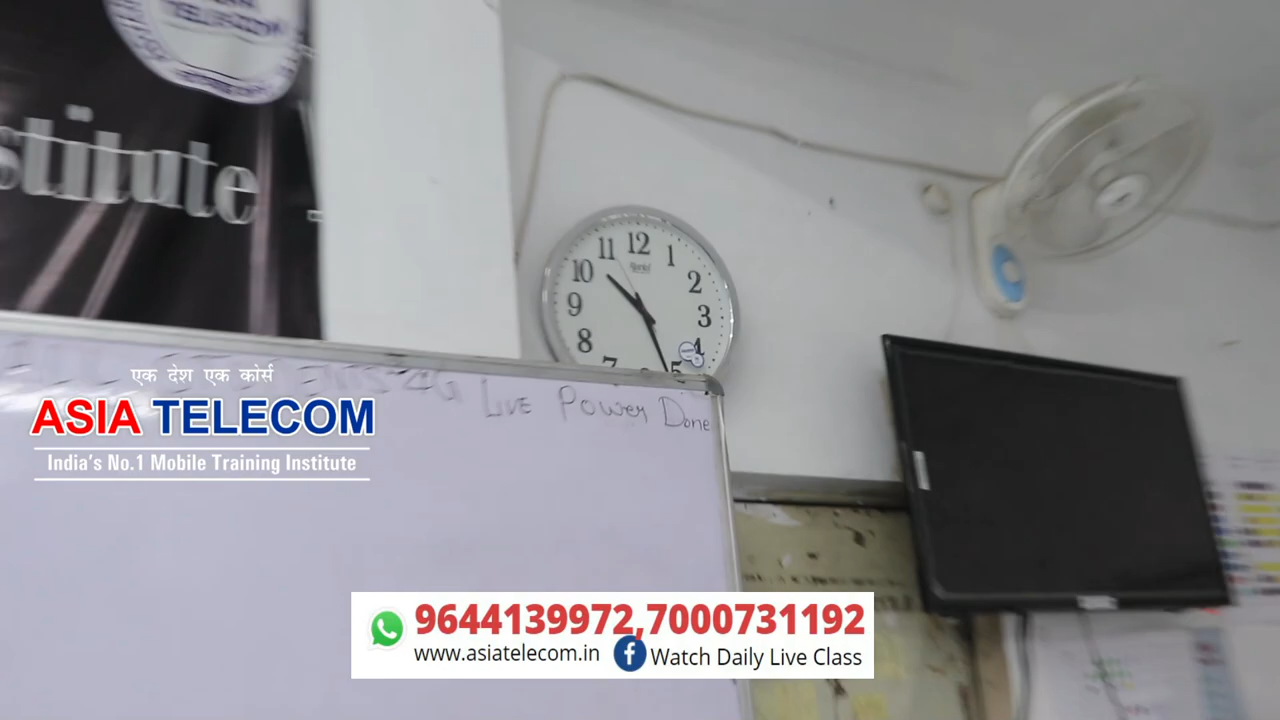 stitute
11 12 1
10 2
9 3
8 4
7 5
एक देश एक कोर्स
ASIA TELECOM
India's No.1 Mobile Training Institute
LIVE Power Done
9644139972,7000731192
www.asiatelecom.in f Watch Daily Live Class